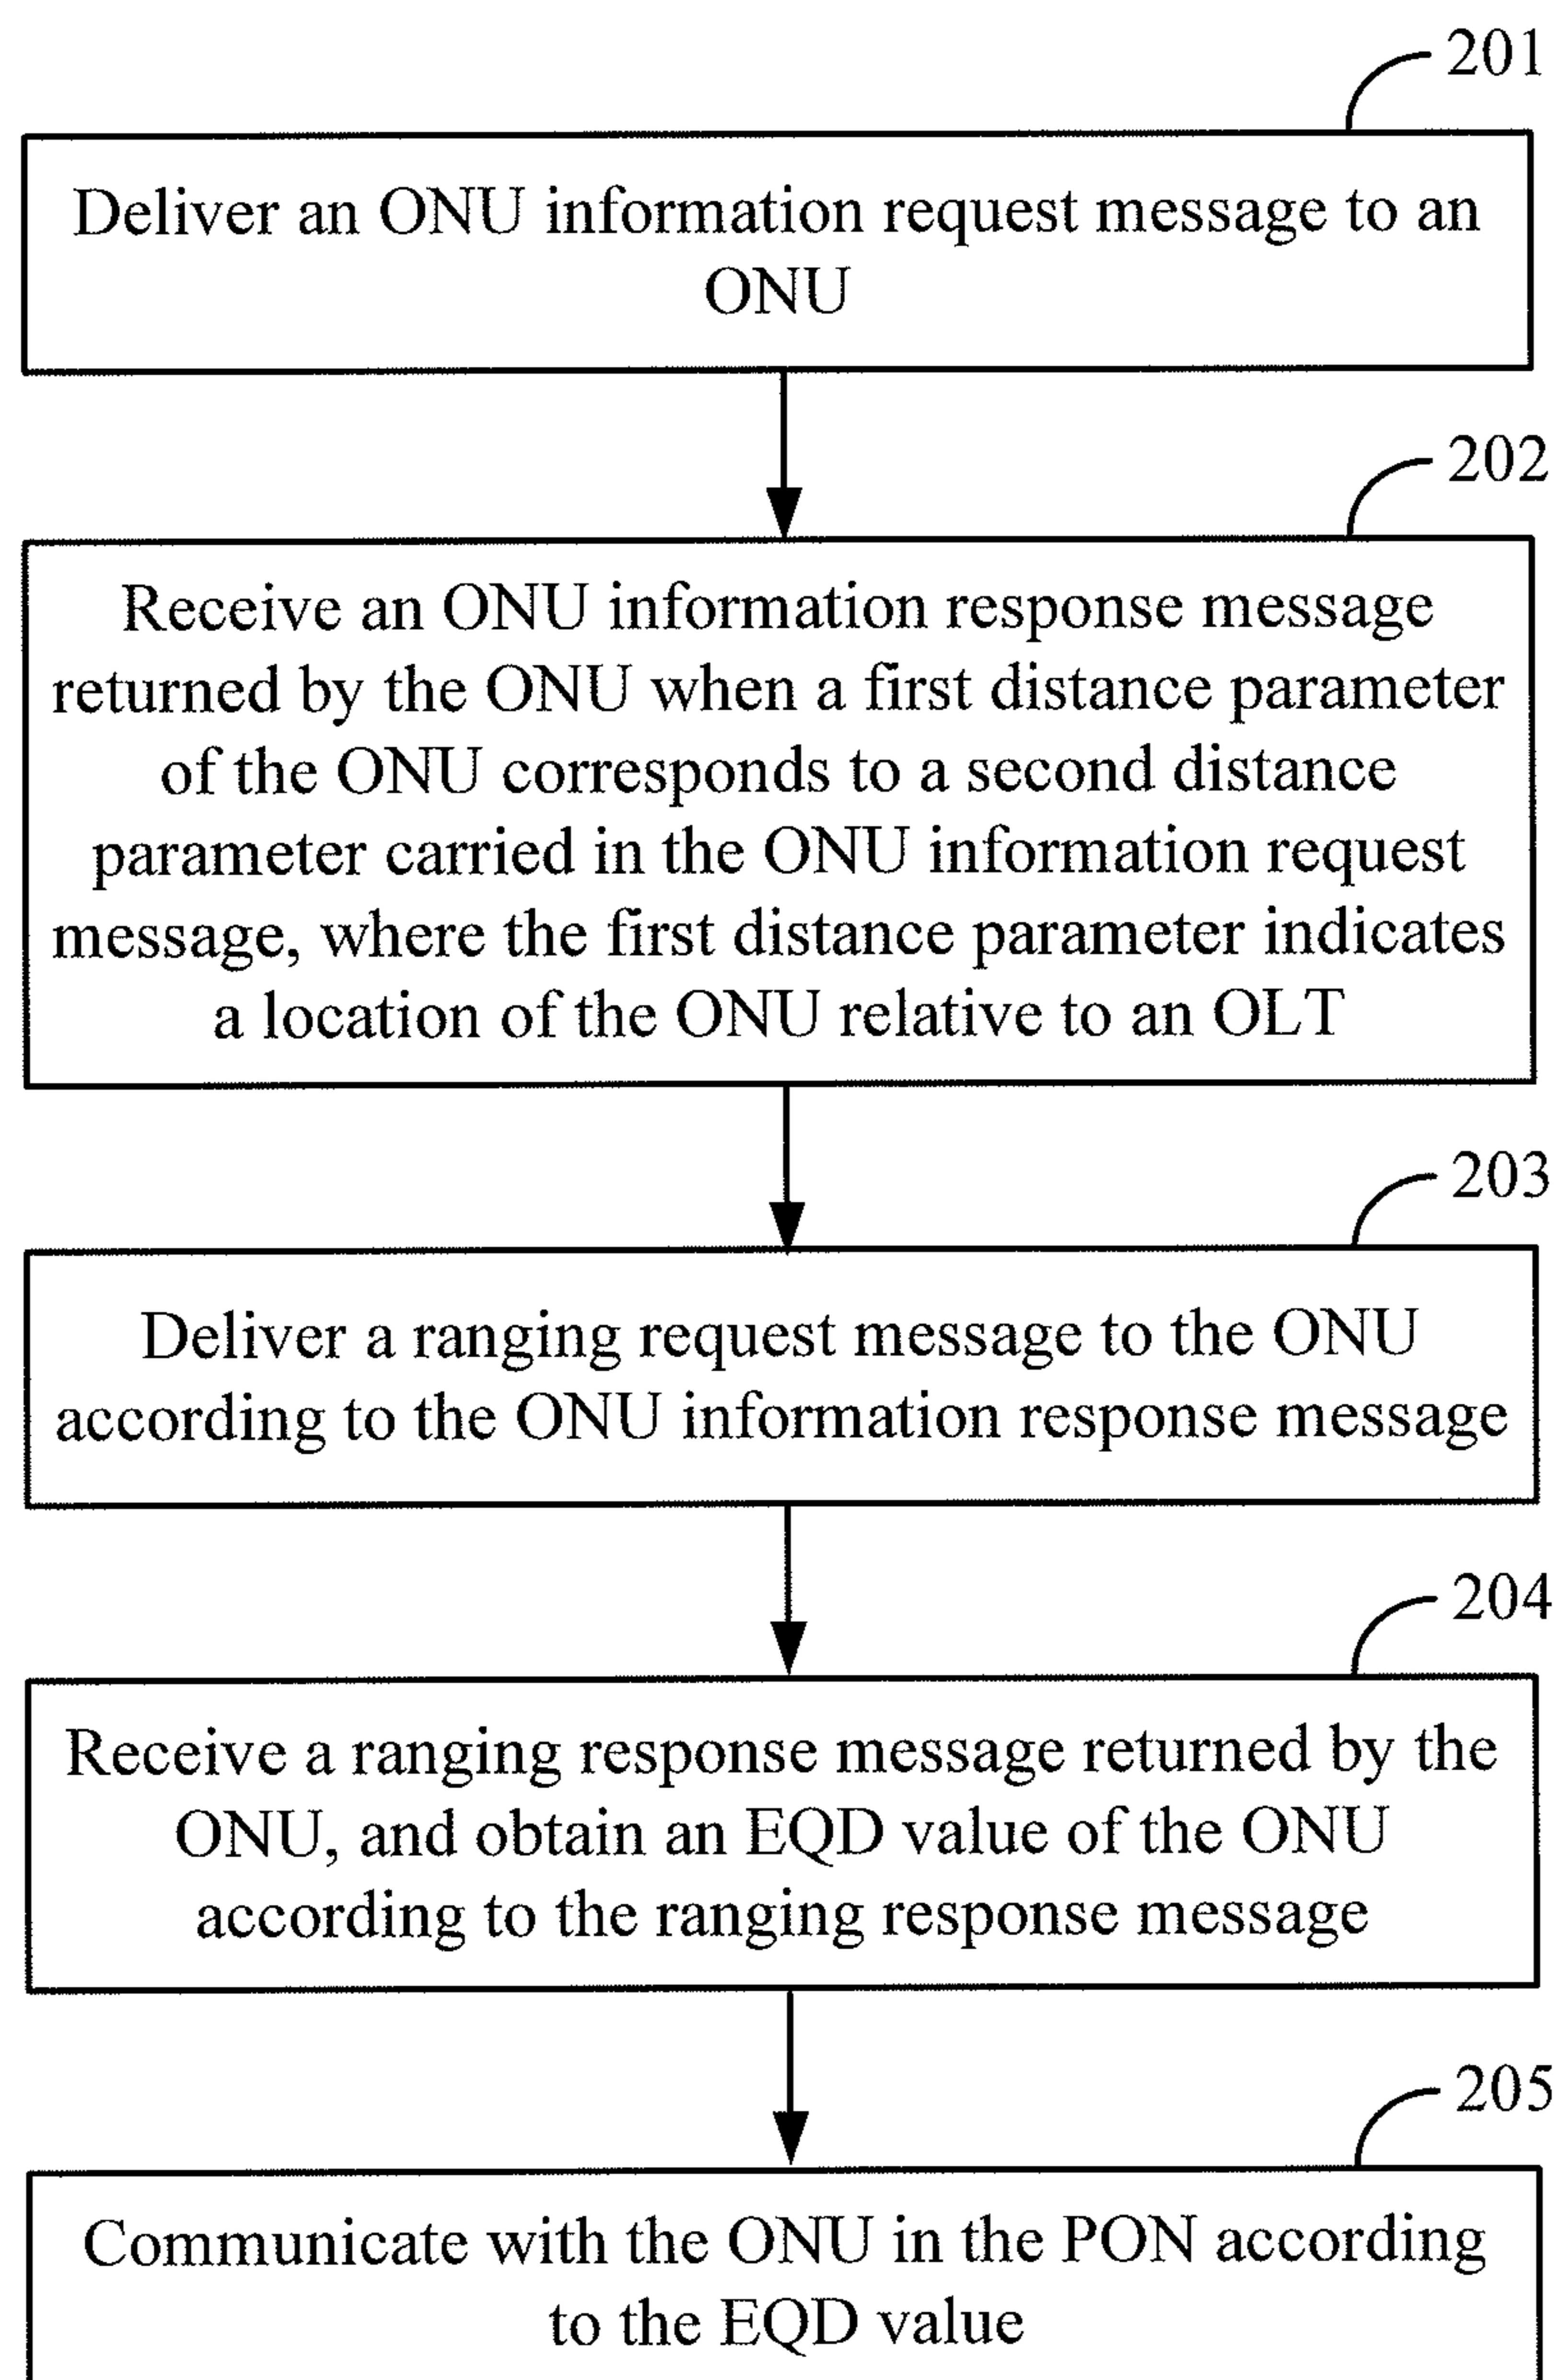 201
Deliver an ONU information request message to an
ONU
202
Receive an ONU information response message
returned by the ONU when a first distance parameter
of the ONU corresponds to a second distance
parameter carried in the ONU information request
message, where the first distance parameter indicates
a location of the ONU relative to an OLT
203
Deliver a ranging request message to the ONU
according to the ONU information response message
204
Receive a ranging response message returned by the
ONU, and obtain an EQD value of the ONU
according to the ranging response message
205
Communicate with the ONU in the PON according
to the EQD value